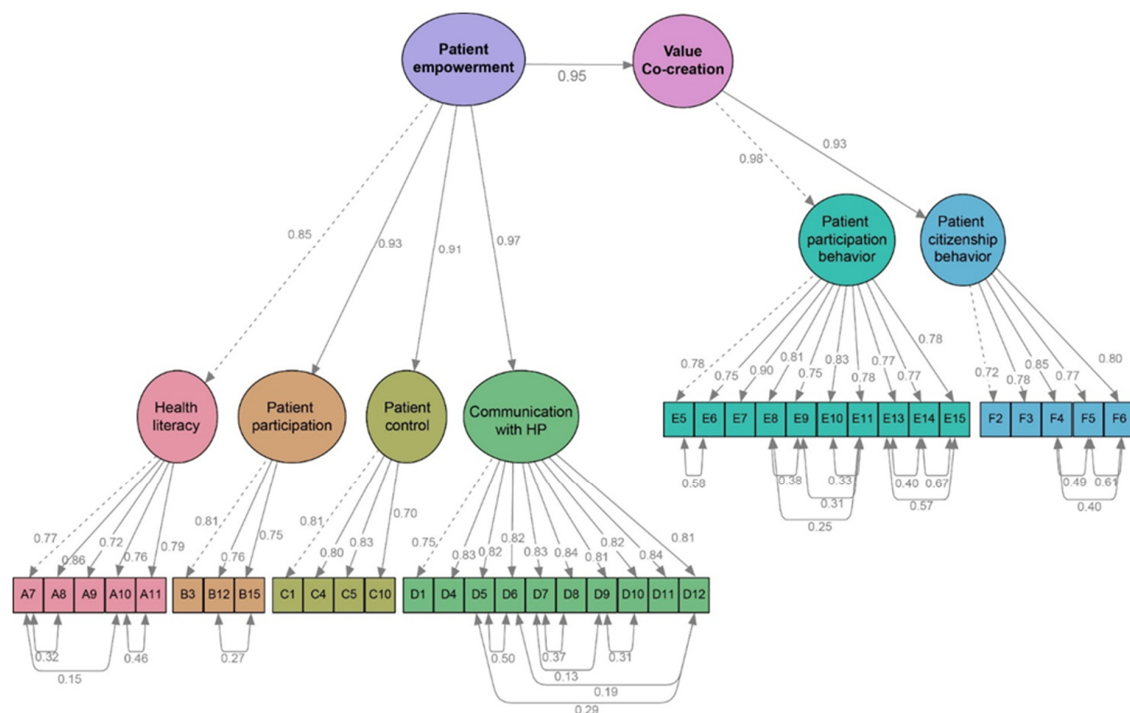 Patient
empowerment
Value
Co-creation
0.95
0.98
0.93
0.85
0.93
0.91
0.97
Patient
participation
behavior
Patient
citizenship
behavior
0.78
0.75
0.90
0.81
0.75
0.83
0.78
0.77
0.77
0.78
0.72
0.78
0.85
0.77
0.80
Health
literacy
Patient
participation
Patient
control
Communication
with HP
E5 E6 E7 E8 E9 E10 E11 E13 E14 E15
F2 F3 F4 F5 F6
0.58
0.38
0.33
0.31
0.25
0.40
0.67
0.57
0.49
0.61
0.40
0.77
0.86
0.72
0.76
0.79
0.81
0.76
0.75
0.81
0.80
0.83
0.70
0.75
0.83
0.82
0.82
0.83
0.84
0.81
0.82
0.84
0.81
A7 A8 A9 A10 A11
B3 B12 B15
C1 C4 C5 C10
D1 D4 D5 D6 D7 D8 D9 D10 D11 D12
0.32
0.46
0.15
0.27
0.50
0.37
0.31
0.13
0.19
0.29